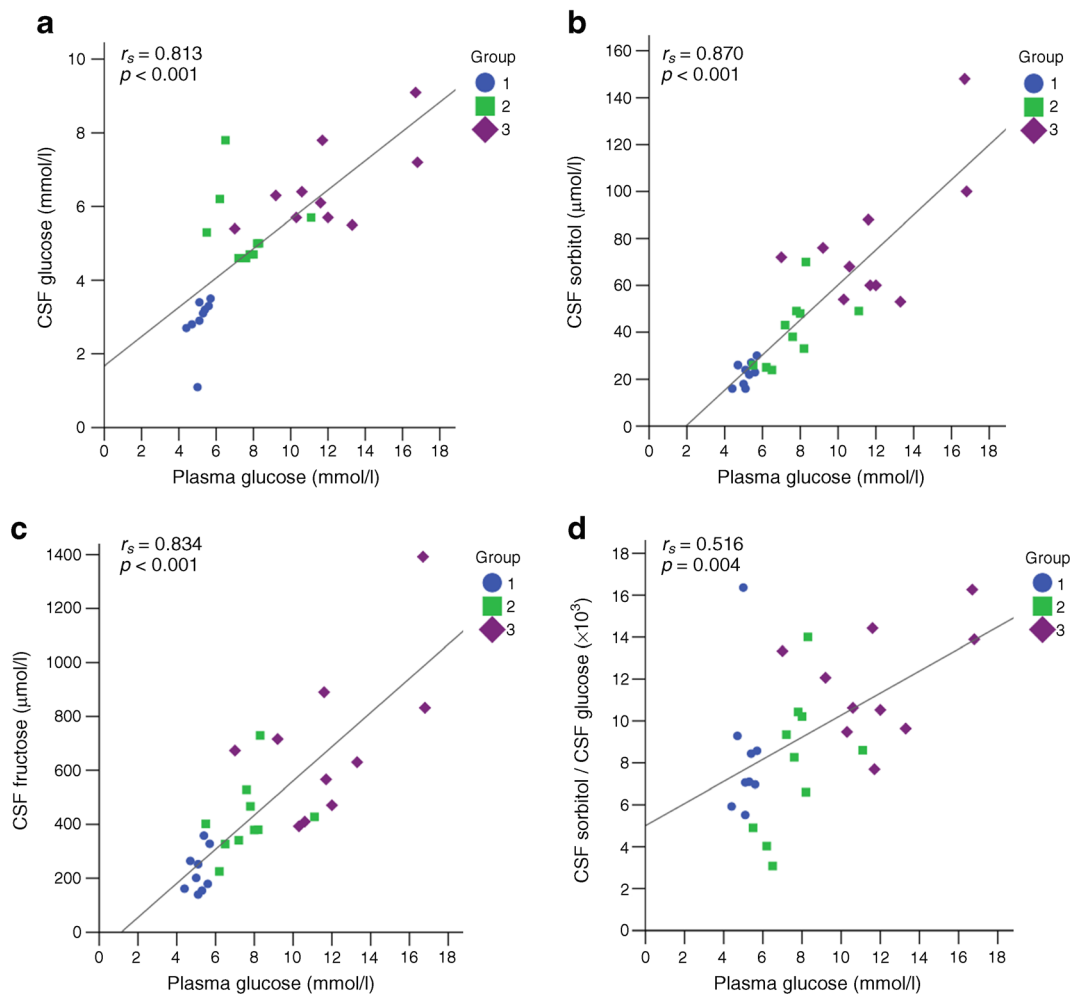 a
r_s = 0.813
p < 0.001
Group
1
2
3
10
8
6
4
2
0
CSF glucose (mmol/l)
0 2 4 6 8 10 12 14 16 18
Plasma glucose (mmol/l)
b
r_s = 0.870
p < 0.001
Group
1
2
3
160
140
120
100
80
60
40
20
0
CSF sorbitol (μmol/l)
0 2 4 6 8 10 12 14 16 18
Plasma glucose (mmol/l)
c
r_s = 0.834
p < 0.001
Group
1
2
3
1400
1200
1000
800
600
400
200
0
CSF fructose (μmol/l)
0 2 4 6 8 10 12 14 16 18
Plasma glucose (mmol/l)
d
r_s = 0.516
p = 0.004
Group
1
2
3
18
16
14
12
10
8
6
4
2
0
CSF sorbitol / CSF glucose (×10³)
0 2 4 6 8 10 12 14 16 18
Plasma glucose (mmol/l)